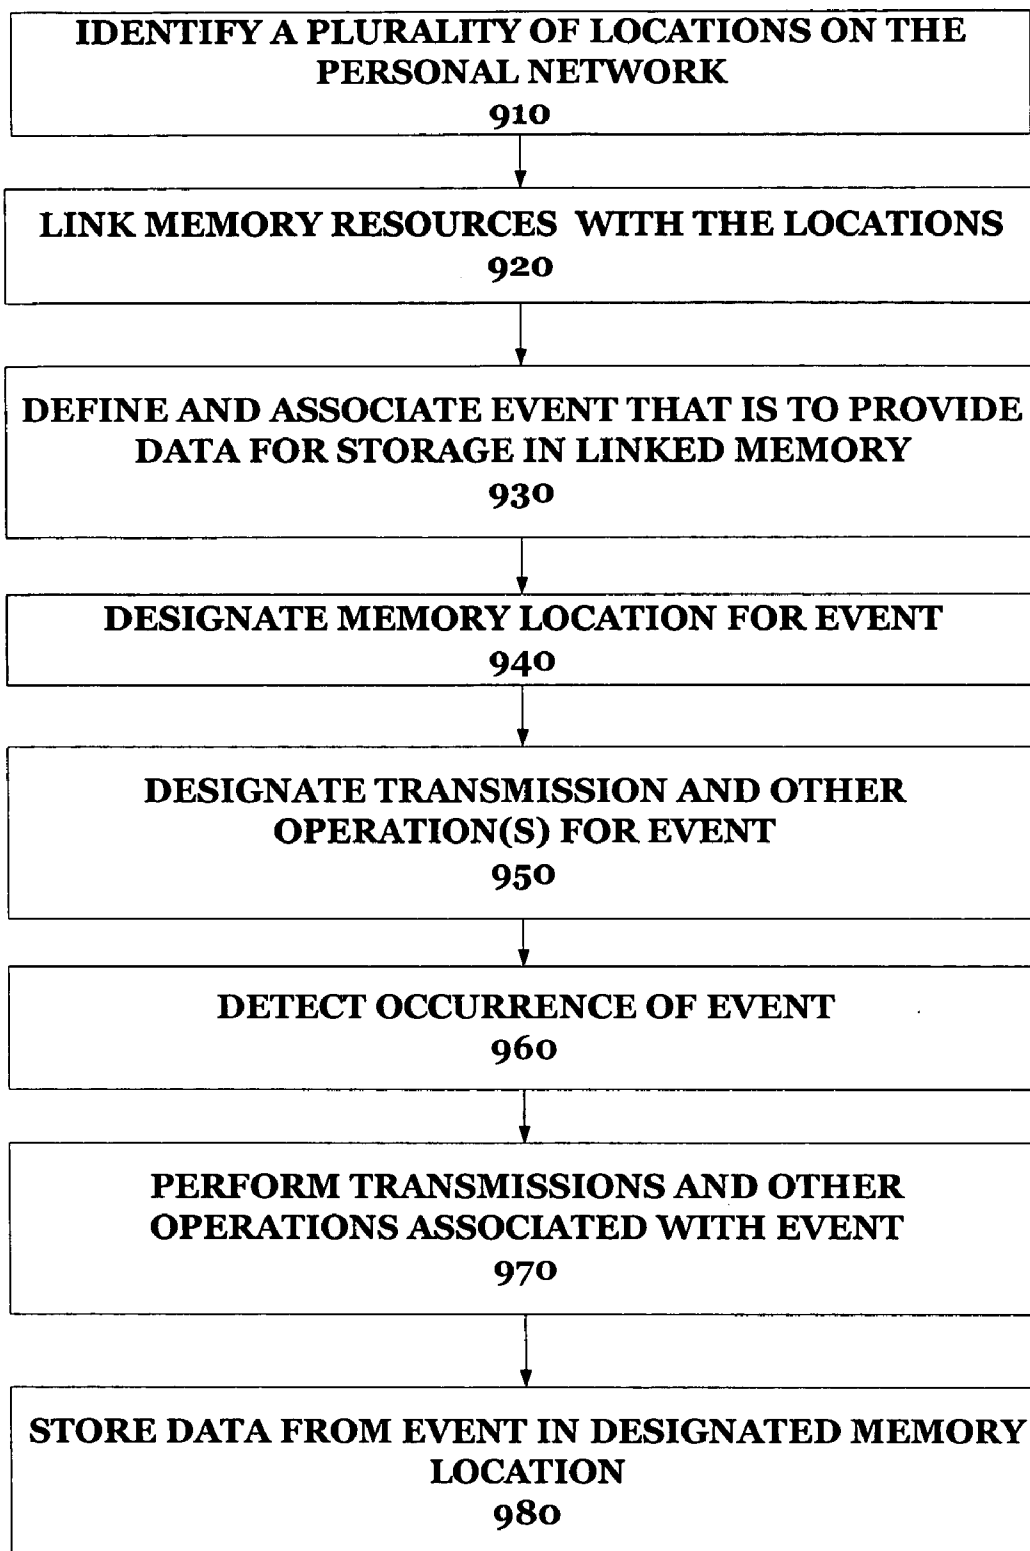 IDENTIFY A PLURALITY OF LOCATIONS ON THE
PERSONAL NETWORK
910
LINK MEMORY RESOURCES WITH THE LOCATIONS
920
DEFINE AND ASSOCIATE EVENT THAT IS TO PROVIDE
DATA FOR STORAGE IN LINKED MEMORY
930
DESIGNATE MEMORY LOCATION FOR EVENT
940
DESIGNATE TRANSMISSION AND OTHER
OPERATION(S) FOR EVENT
950
DETECT OCCURRENCE OF EVENT
960
PERFORM TRANSMISSIONS AND OTHER
OPERATIONS ASSOCIATED WITH EVENT
970
STORE DATA FROM EVENT IN DESIGNATED MEMORY
LOCATION
980